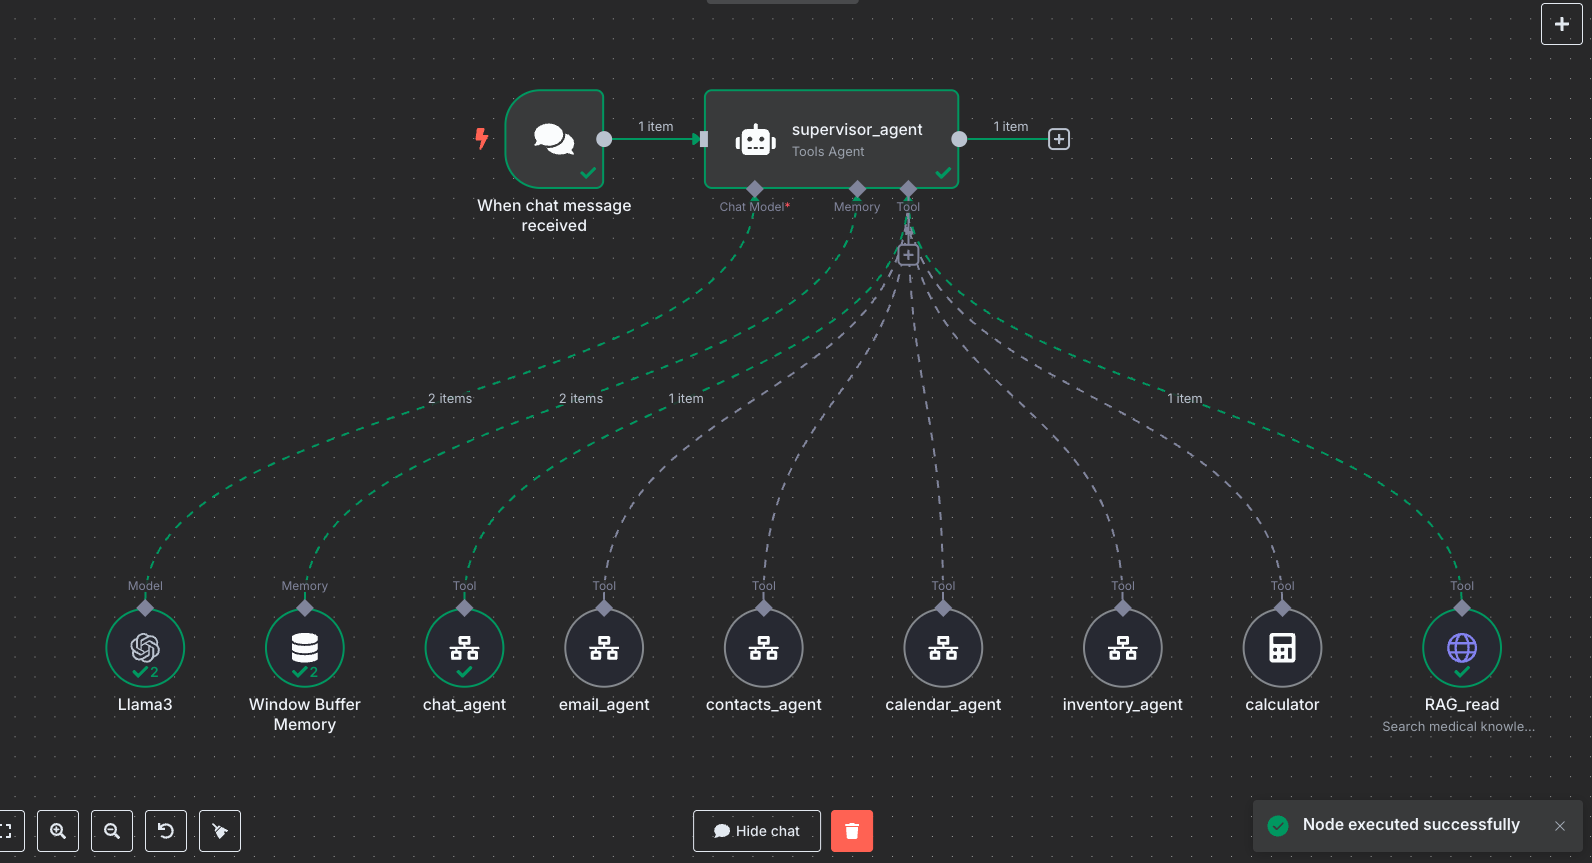 1 item
supervisor_agent
Tools Agent
1 item
When chat message
received
Chat Model*
Memory
Tool
2 items
2 items
1 item
1 item
Model
Memory
Tool
Tool
Tool
Tool
Tool
Tool
Tool
2
2
Llama3
Window Buffer
Memory
chat_agent
email_agent
contacts_agent
calendar_agent
inventory_agent
calculator
RAG_read
Search medical knowle...
Hide chat
Node executed successfully